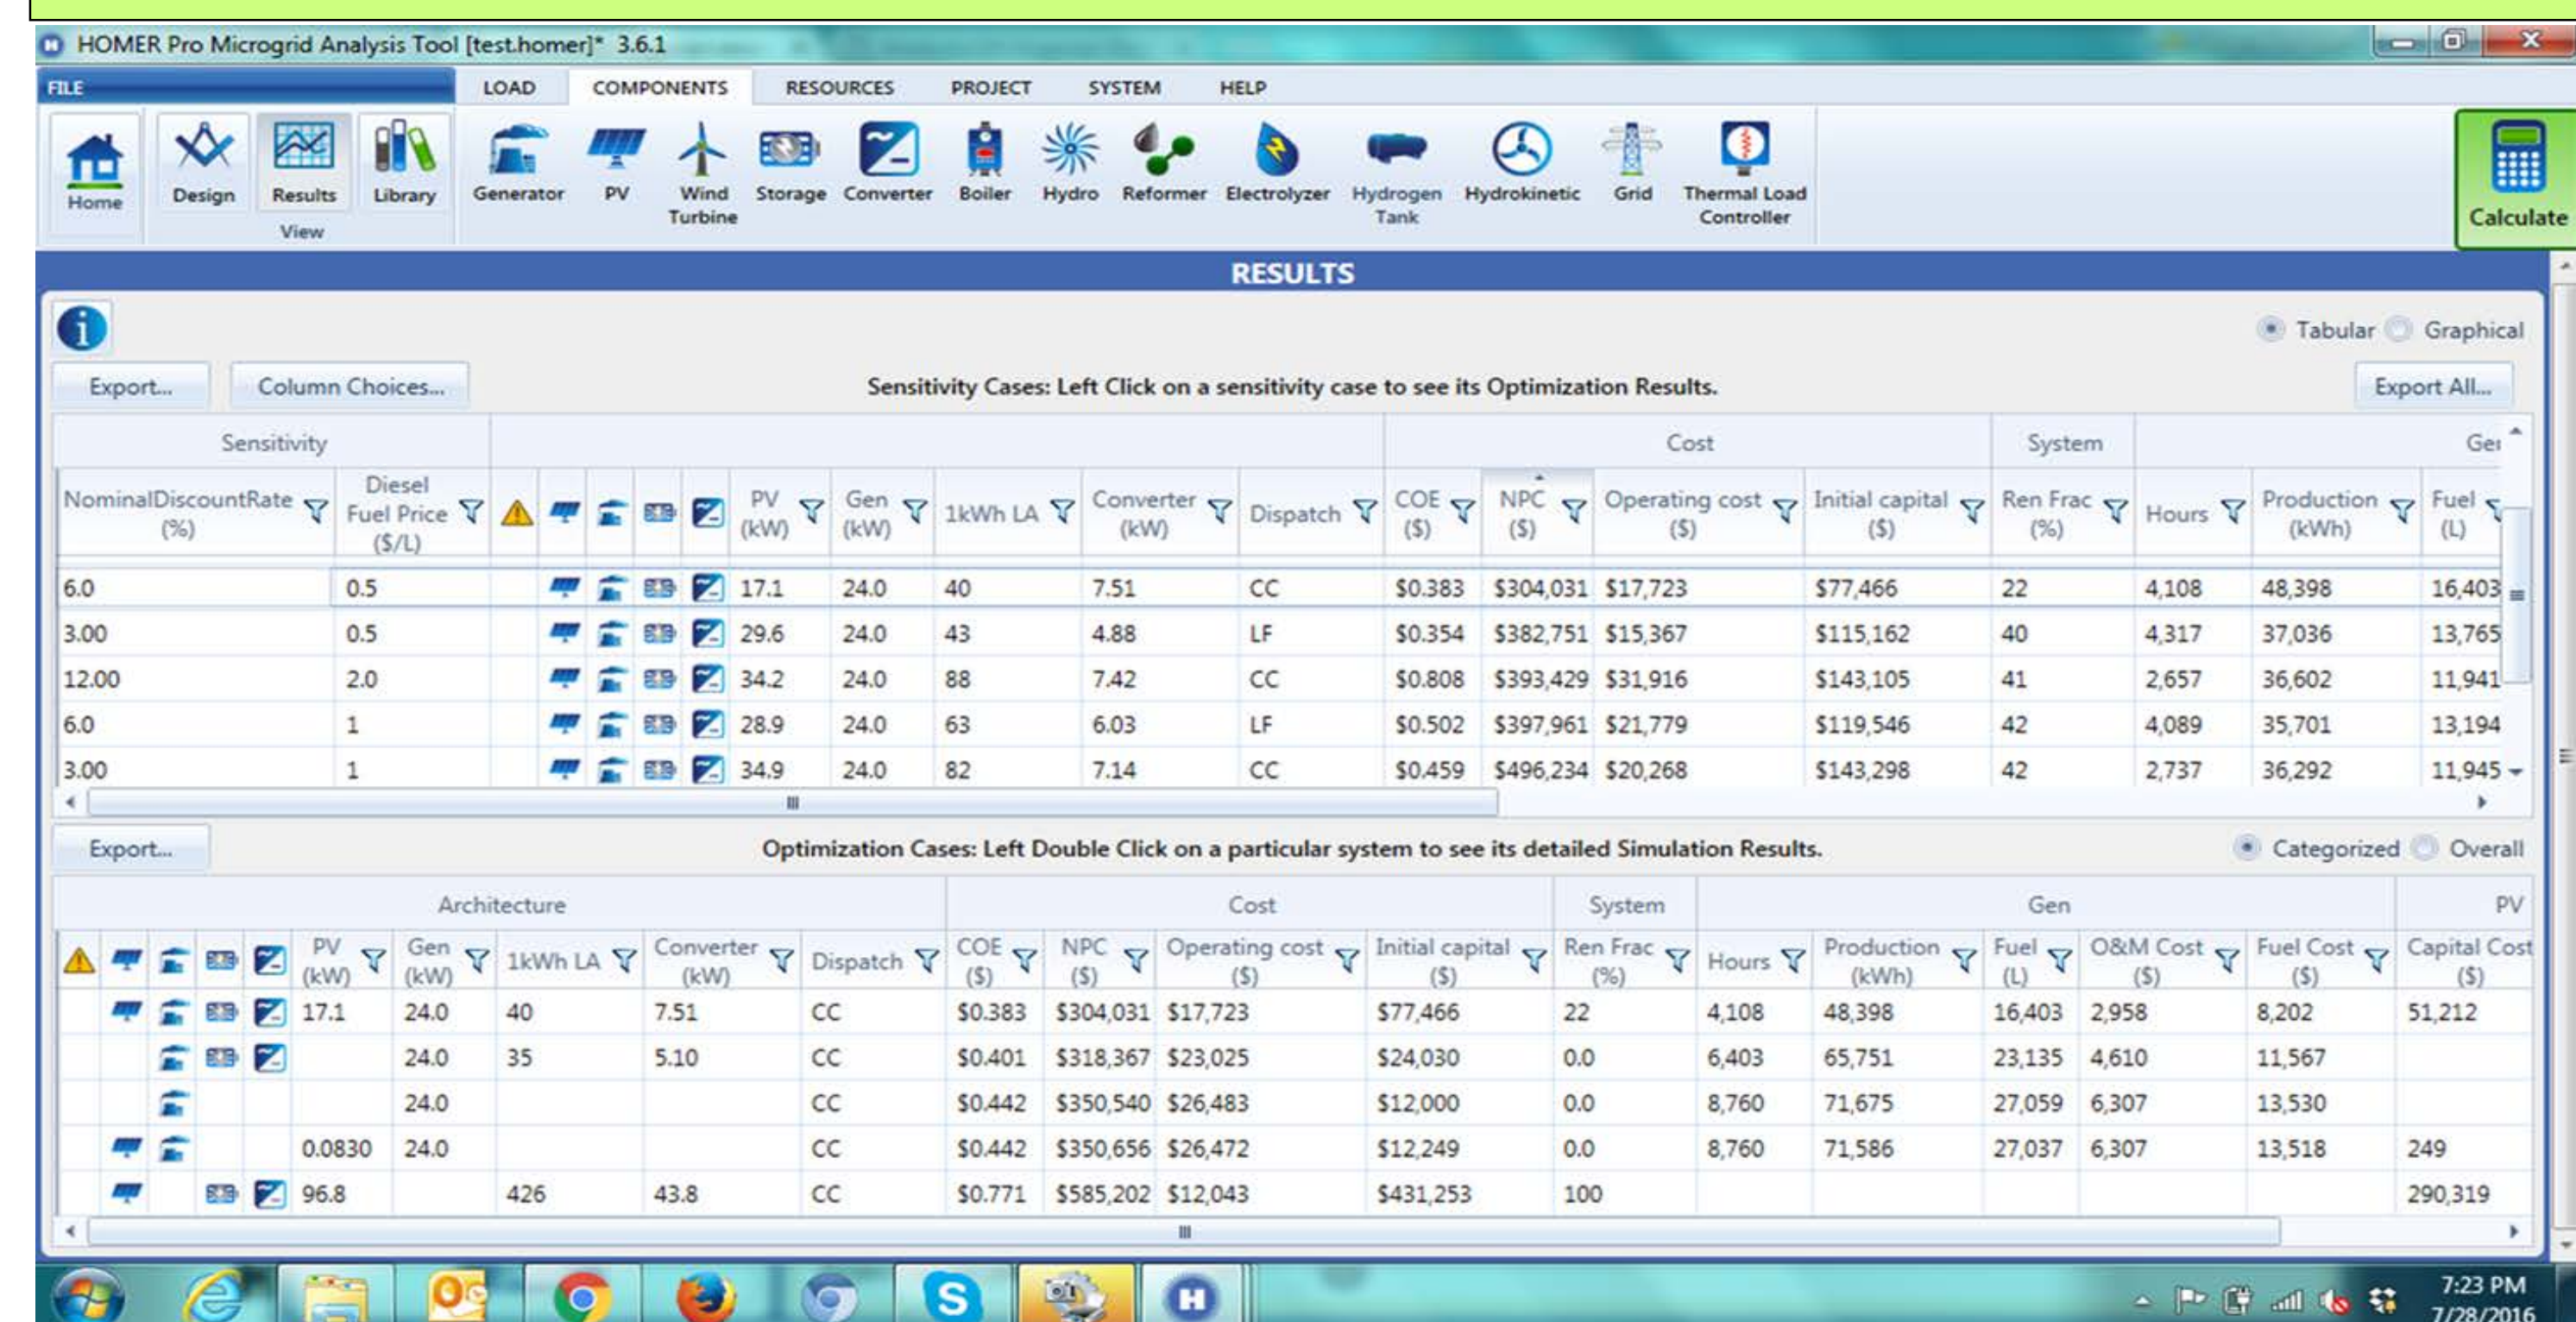 HOMER Pro Microgrid Analysis Tool [test.homer]* 3.6.1
FILE LOAD COMPONENTS RESOURCES PROJECT SYSTEM HELP
Home Design Results Library Generator PV Wind Turbine Storage Converter Boiler Hydro Reformer Electrolyzer Hydrogen Tank Hydrokinetic Grid Thermal Load Controller Calculate
View
RESULTS
Tabular Graphical
Export... Column Choices... Sensitivity Cases: Left Click on a sensitivity case to see its Optimization Results. Export All...
Sensitivity Cost System Ger
NominalDiscountRate (%) Diesel Fuel Price ($/L) PV (kW) Gen (kW) 1kWh LA Converter (kW) Dispatch COE ($) NPC ($) Operating cost ($) Initial capital ($) Ren Frac (%) Hours Production (kWh) Fuel (L)
6.0 0.5 17.1 24.0 40 7.51 CC $0.383 $304,031 $17,723 $77,466 22 4,108 48,398 16,403
3.00 0.5 29.6 24.0 43 4.88 LF $0.354 $382,751 $15,367 $115,162 40 4,317 37,036 13,765
12.00 2.0 34.2 24.0 88 7.42 CC $0.808 $393,429 $31,916 $143,105 41 2,657 36,602 11,941
6.0 1 28.9 24.0 63 6.03 LF $0.502 $397,961 $21,779 $119,546 42 4,089 35,701 13,194
3.00 1 34.9 24.0 82 7.14 CC $0.459 $496,234 $20,268 $143,298 42 2,737 36,292 11,945
Export... Optimization Cases: Left Double Click on a particular system to see its detailed Simulation Results. Categorized Overall
Architecture Cost System Gen PV
PV (kW) Gen (kW) 1kWh LA Converter (kW) Dispatch COE ($) NPC ($) Operating cost ($) Initial capital ($) Ren Frac (%) Hours Production (kWh) Fuel (L) O&M Cost ($) Fuel Cost ($) Capital Cost ($)
17.1 24.0 40 7.51 CC $0.383 $304,031 $17,723 $77,466 22 4,108 48,398 16,403 2,958 8,202 51,212
24.0 35 5.10 CC $0.401 $318,367 $23,025 $24,030 0.0 6,403 65,751 23,135 4,610 11,567
24.0 CC $0.442 $350,540 $26,483 $12,000 0.0 8,760 71,675 27,059 6,307 13,530
0.0830 24.0 CC $0.442 $350,656 $26,472 $12,249 0.0 8,760 71,586 27,037 6,307 13,518 249
96.8 426 43.8 CC $0.771 $585,202 $12,043 $431,253 100 290,319
7:23 PM
7/28/2016